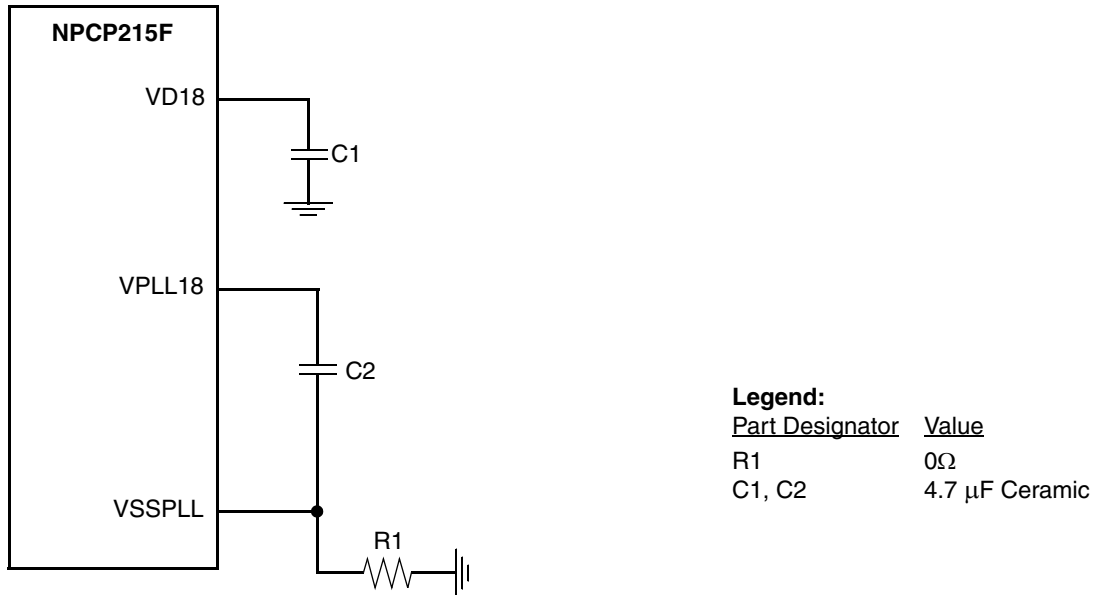 NPCP215F
VD18
C1
VPLL18
C2
Legend:
Part Designator Value
R1 0Ω
C1, C2 4.7 μF Ceramic
VSSPLL
R1